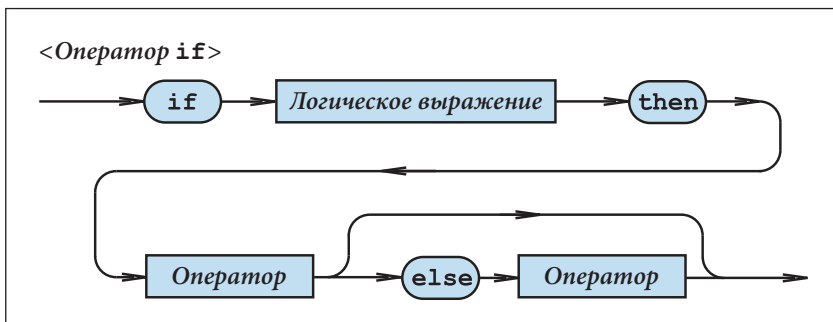 <Оператор if>
if Логическое выражение then
Оператор else Оператор